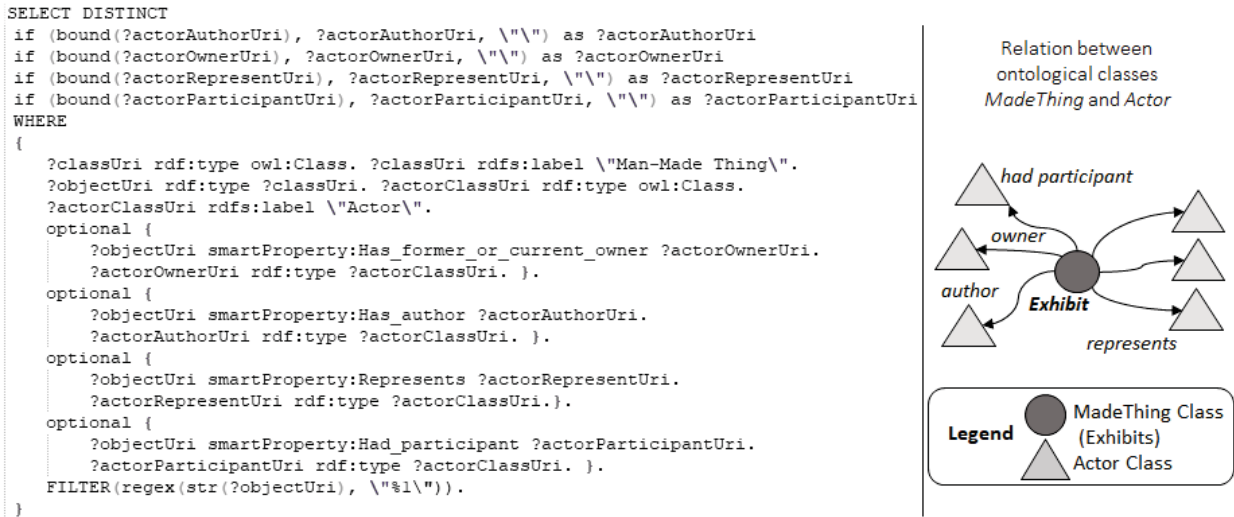 SELECT DISTINCT
if (bound(?actorAuthorUri), ?actorAuthorUri, \"\") as ?actorAuthorUri
if (bound(?actorOwnerUri), ?actorOwnerUri, \"\") as ?actorOwnerUri
if (bound(?actorRepresentUri), ?actorRepresentUri, \"\") as ?actorRepresentUri
if (bound(?actorParticipantUri), ?actorParticipantUri, \"\") as ?actorParticipantUri
WHERE
{
?classUri rdf:type owl:Class. ?classUri rdfs:label \"Man-Made Thing\".
?objectUri rdf:type ?classUri. ?actorClassUri rdf:type owl:Class.
?actorClassUri rdfs:label \"Actor\".
optional {
?objectUri smartProperty:Has_former_or_current_owner ?actorOwnerUri.
?actorOwnerUri rdf:type ?actorClassUri. }.
optional {
?objectUri smartProperty:Has_author ?actorAuthorUri.
?actorAuthorUri rdf:type ?actorClassUri. }.
optional {
?objectUri smartProperty:Represents ?actorRepresentUri.
?actorRepresentUri rdf:type ?actorClassUri.}.
optional {
?objectUri smartProperty:Had_participant ?actorParticipantUri.
?actorParticipantUri rdf:type ?actorClassUri. }.
FILTER(regex(str(?objectUri), \"%1\")).
}
Relation between
ontological classes
MadeThing and Actor
had participant
owner
author
Exhibit
represents
Legend
MadeThing Class
(Exhibits)
Actor Class